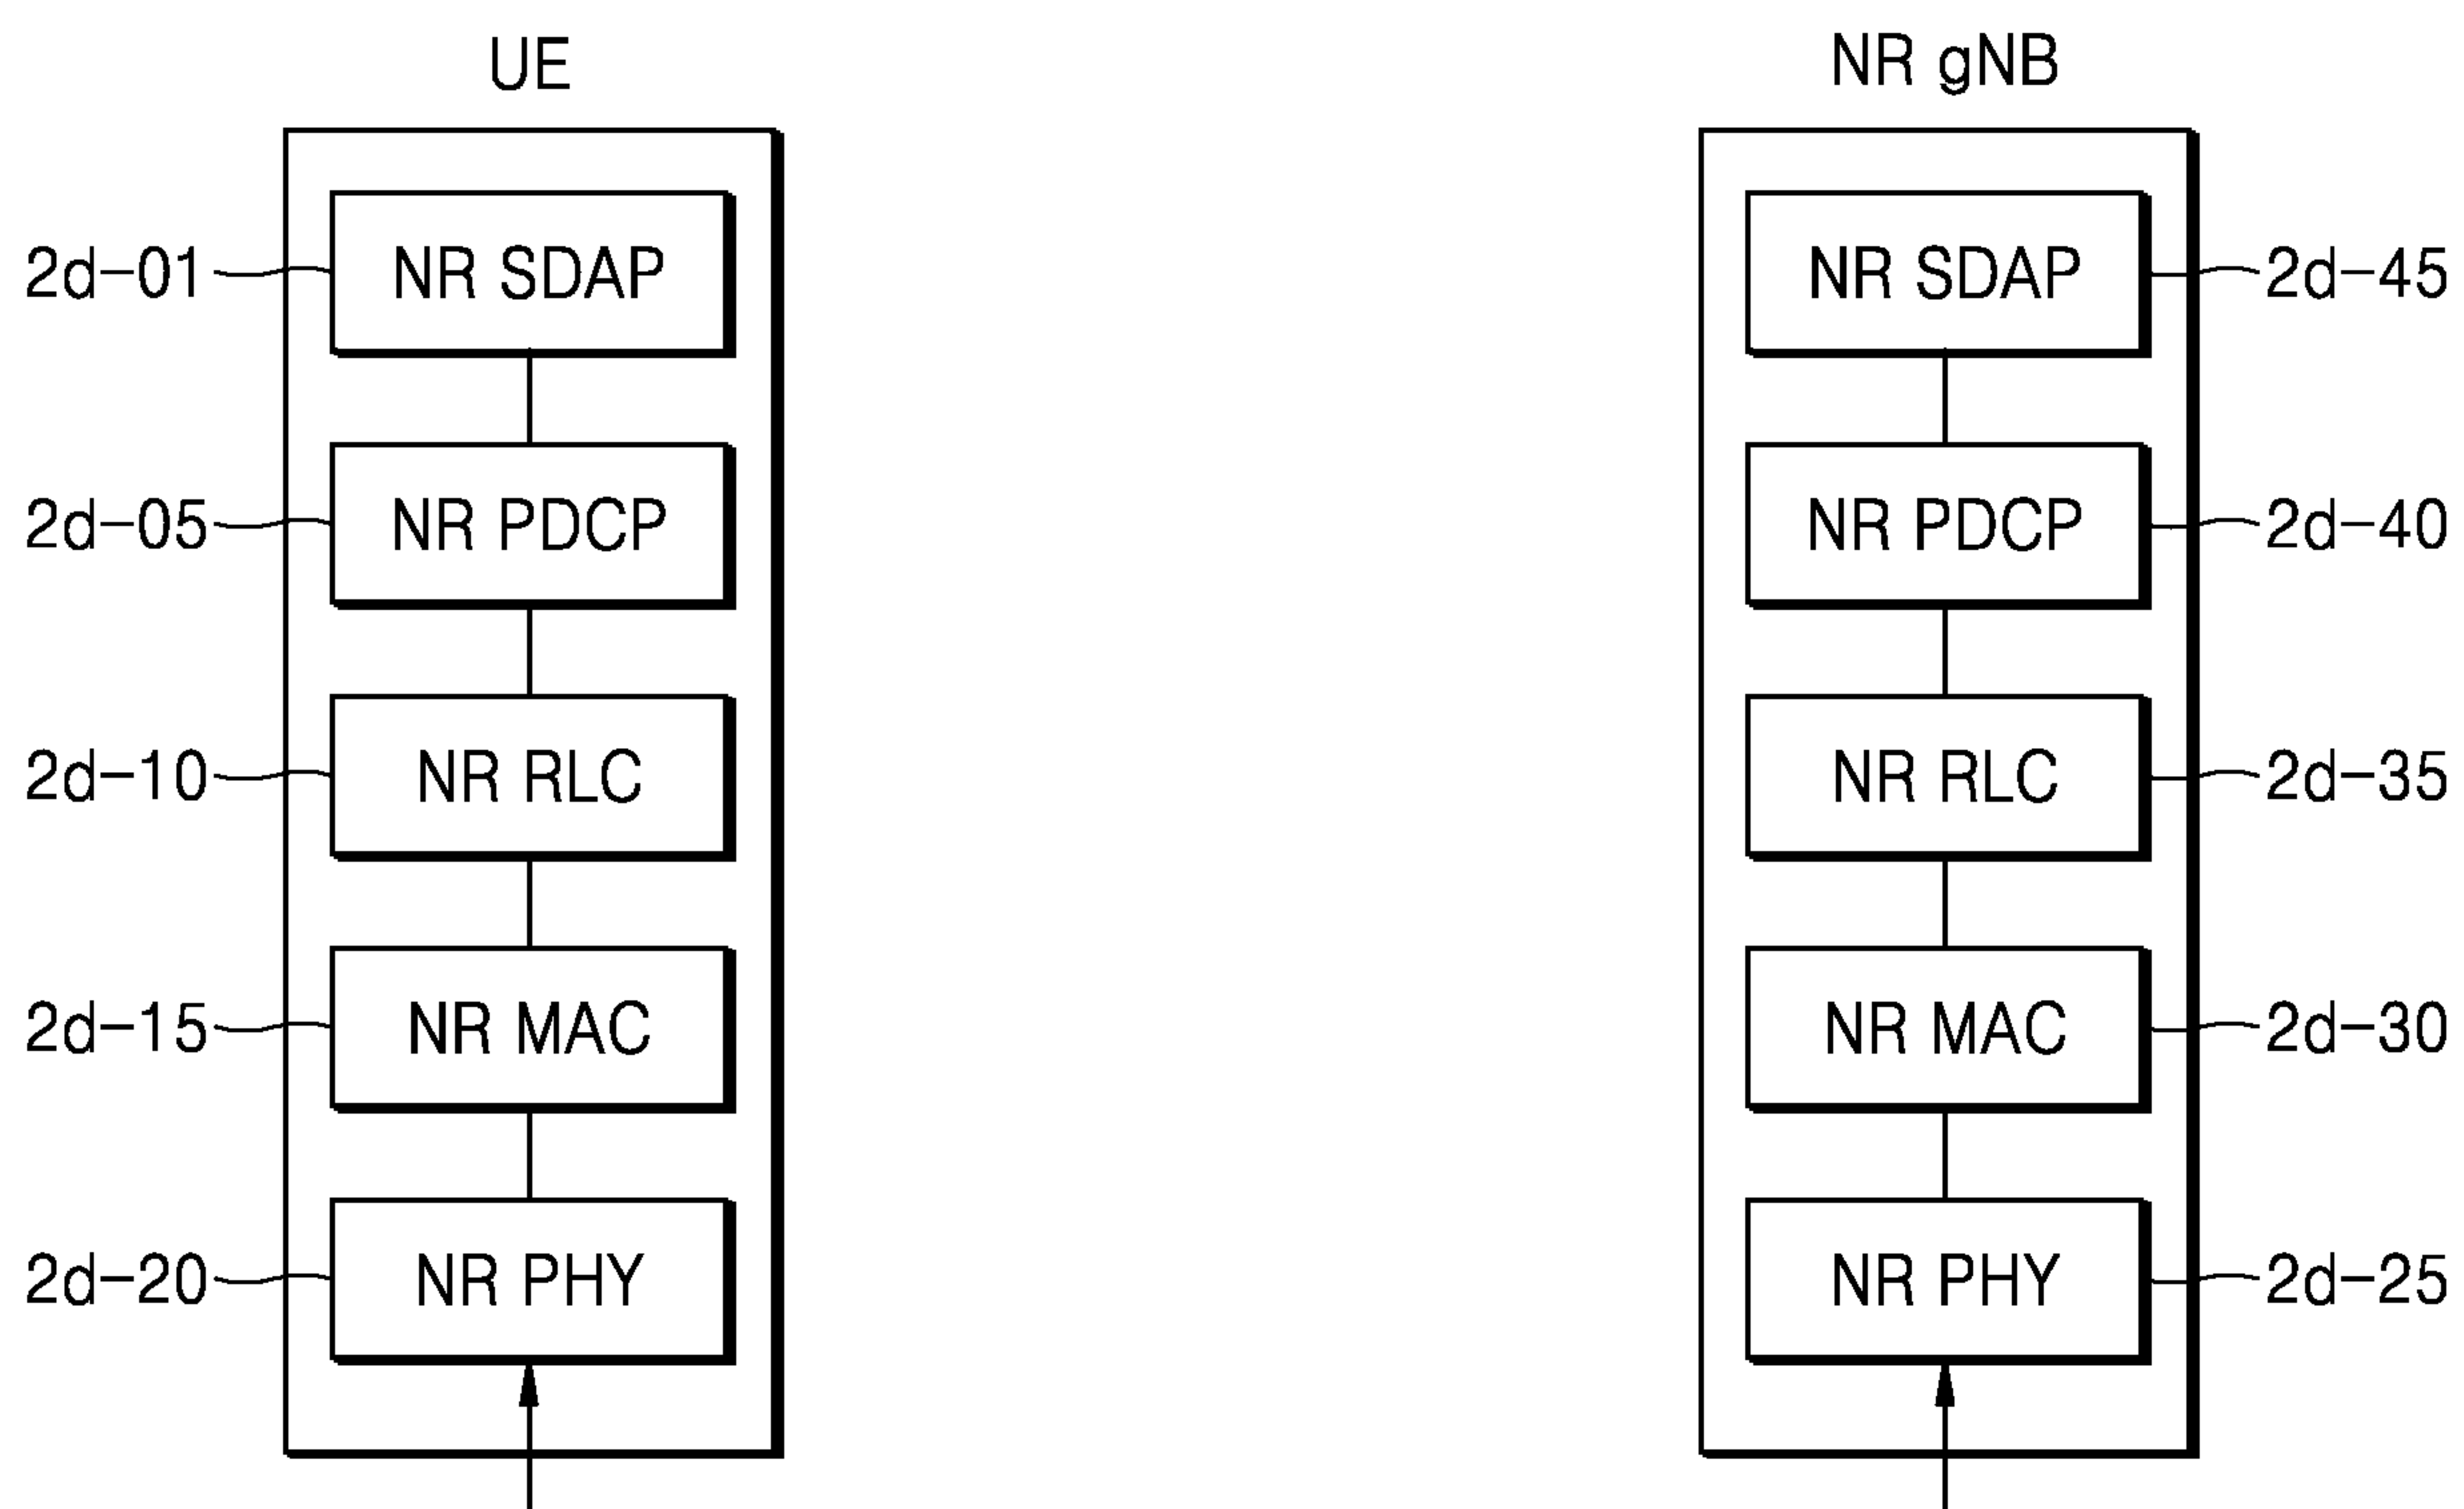 UE
NR gNB
2d-01 NR SDAP NR SDAP 2d-45
2d-05 NR PDCP NR PDCP 2d-40
2d-10 NR RLC NR RLC 2d-35
2d-15 NR MAC NR MAC 2d-30
2d-20 NR PHY NR PHY 2d-25